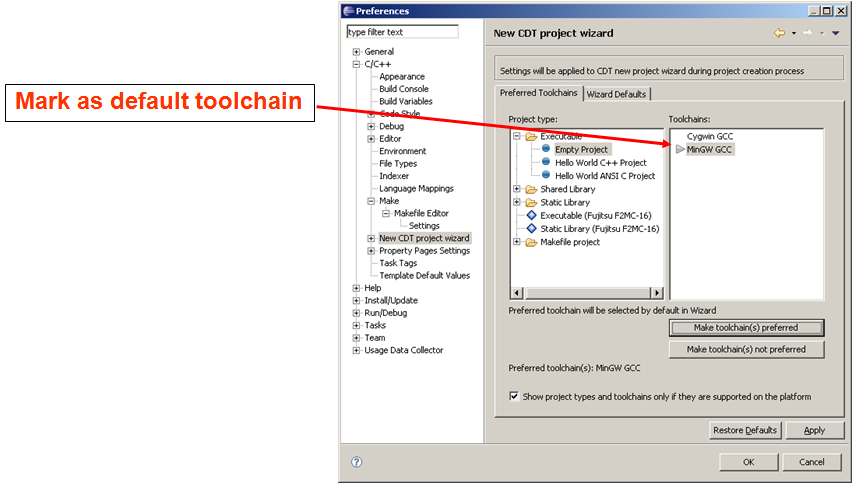 Preferences
type filter text
General
C/C++
Appearance
Build Console
Build Variables
Code Style
Debug
Editor
Environment
File Types
Indexer
Language Mappings
Make
Makefile Editor
Settings
New CDT project wizard
Property Pages Settings
Task Tags
Template Default Values
Help
Install/Update
Run/Debug
Tasks
Team
Usage Data Collector
Mark as default toolchain
New CDT project wizard
Settings will be applied to CDT new project wizard during project creation process
Preferred Toolchains Wizard Defaults
Project type:
Executable
Empty Project
Hello World C++ Project
Hello World ANSI C Project
Shared Library
Static Library
Executable (Fujitsu F2MC-16)
Static Library (Fujitsu F2MC-16)
Makefile project
Toolchains:
Cygwin GCC
MinGW GCC
Preferred toolchain will be selected by default in Wizard
Make toolchain(s) preferred
Make toolchain(s) not preferred
Preferred toolchain(s): MinGW GCC
Show project types and toolchains only if they are supported on the platform
Restore Defaults Apply
? OK Cancel